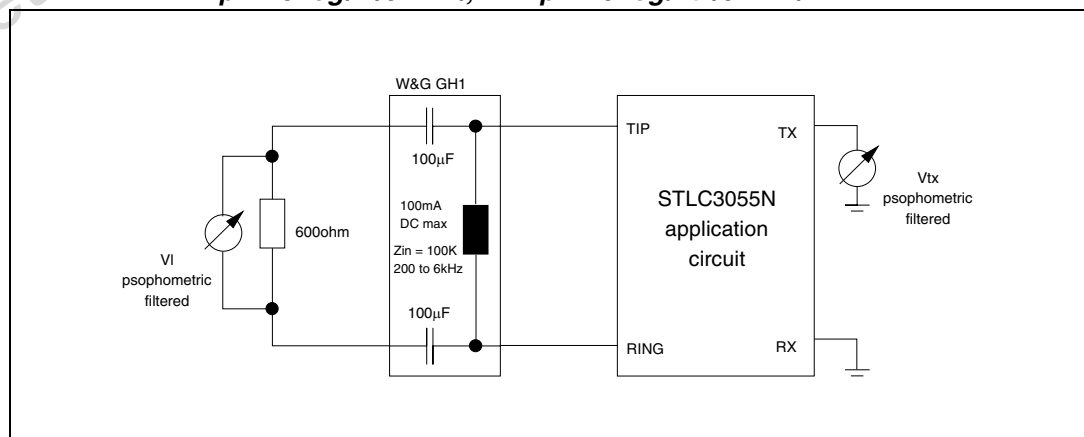 W&G GH1
100μF
TIP
TX
Vtx
psophometric
filtered
STLC3055N
application
circuit
100mA
DC max
Zin = 100K
200 to 6kHz
600ohm
Vl
psophometric
filtered
100μF
RING
RX